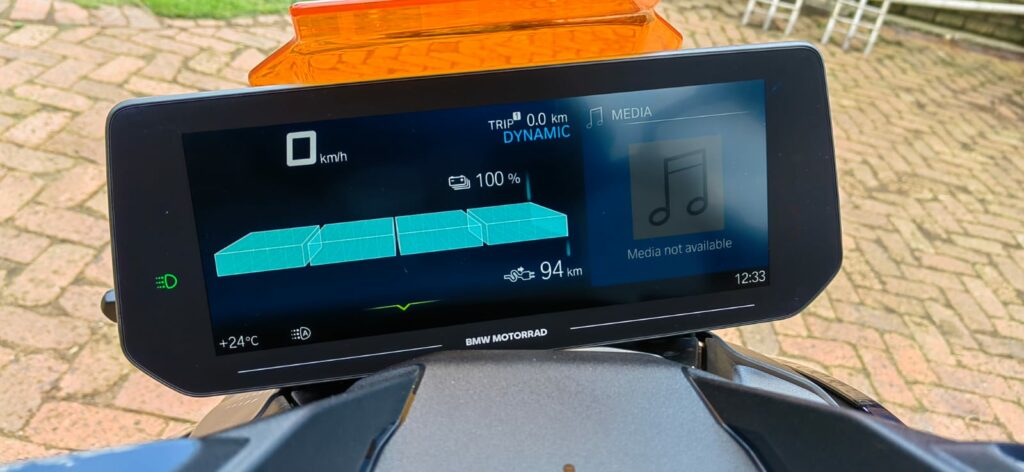 0 km/h
TRIP 1 0.0 km
DYNAMIC
100 %
94 km
MEDIA
Media not available
12:33
+24°C
A
BMW MOTORRAD